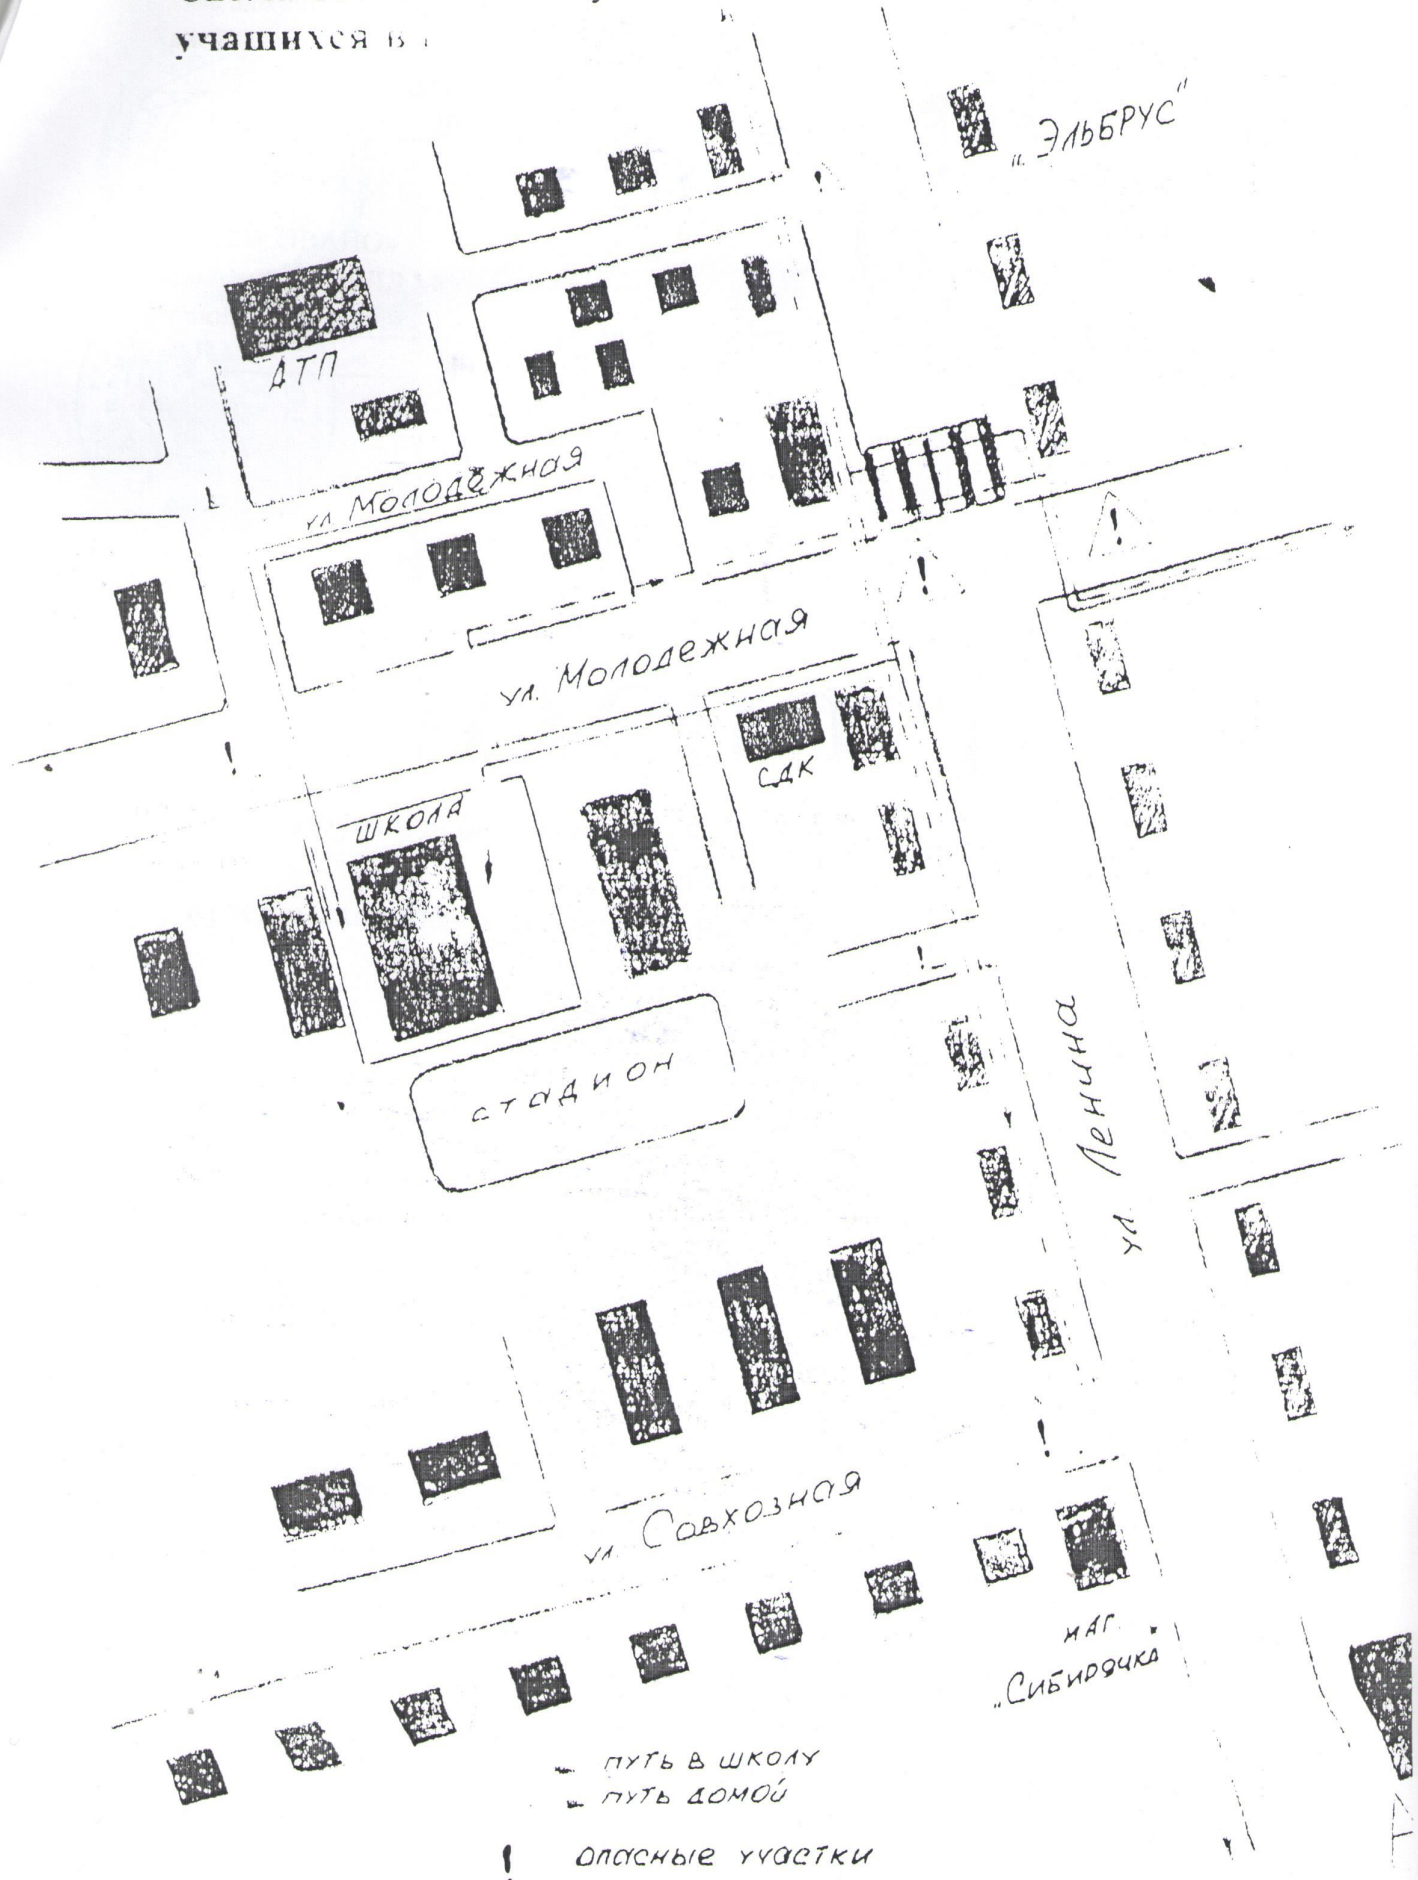 учащихся в
„ЭЛЬБРУС"
АТП
ул. Молодёжная
ул. Молодежная
СДК
ШКОЛА
стадион
ул. Ленина
ул. Совхозная
маг.
„Сибирячка
путь в школу
путь домой
! опасные участки